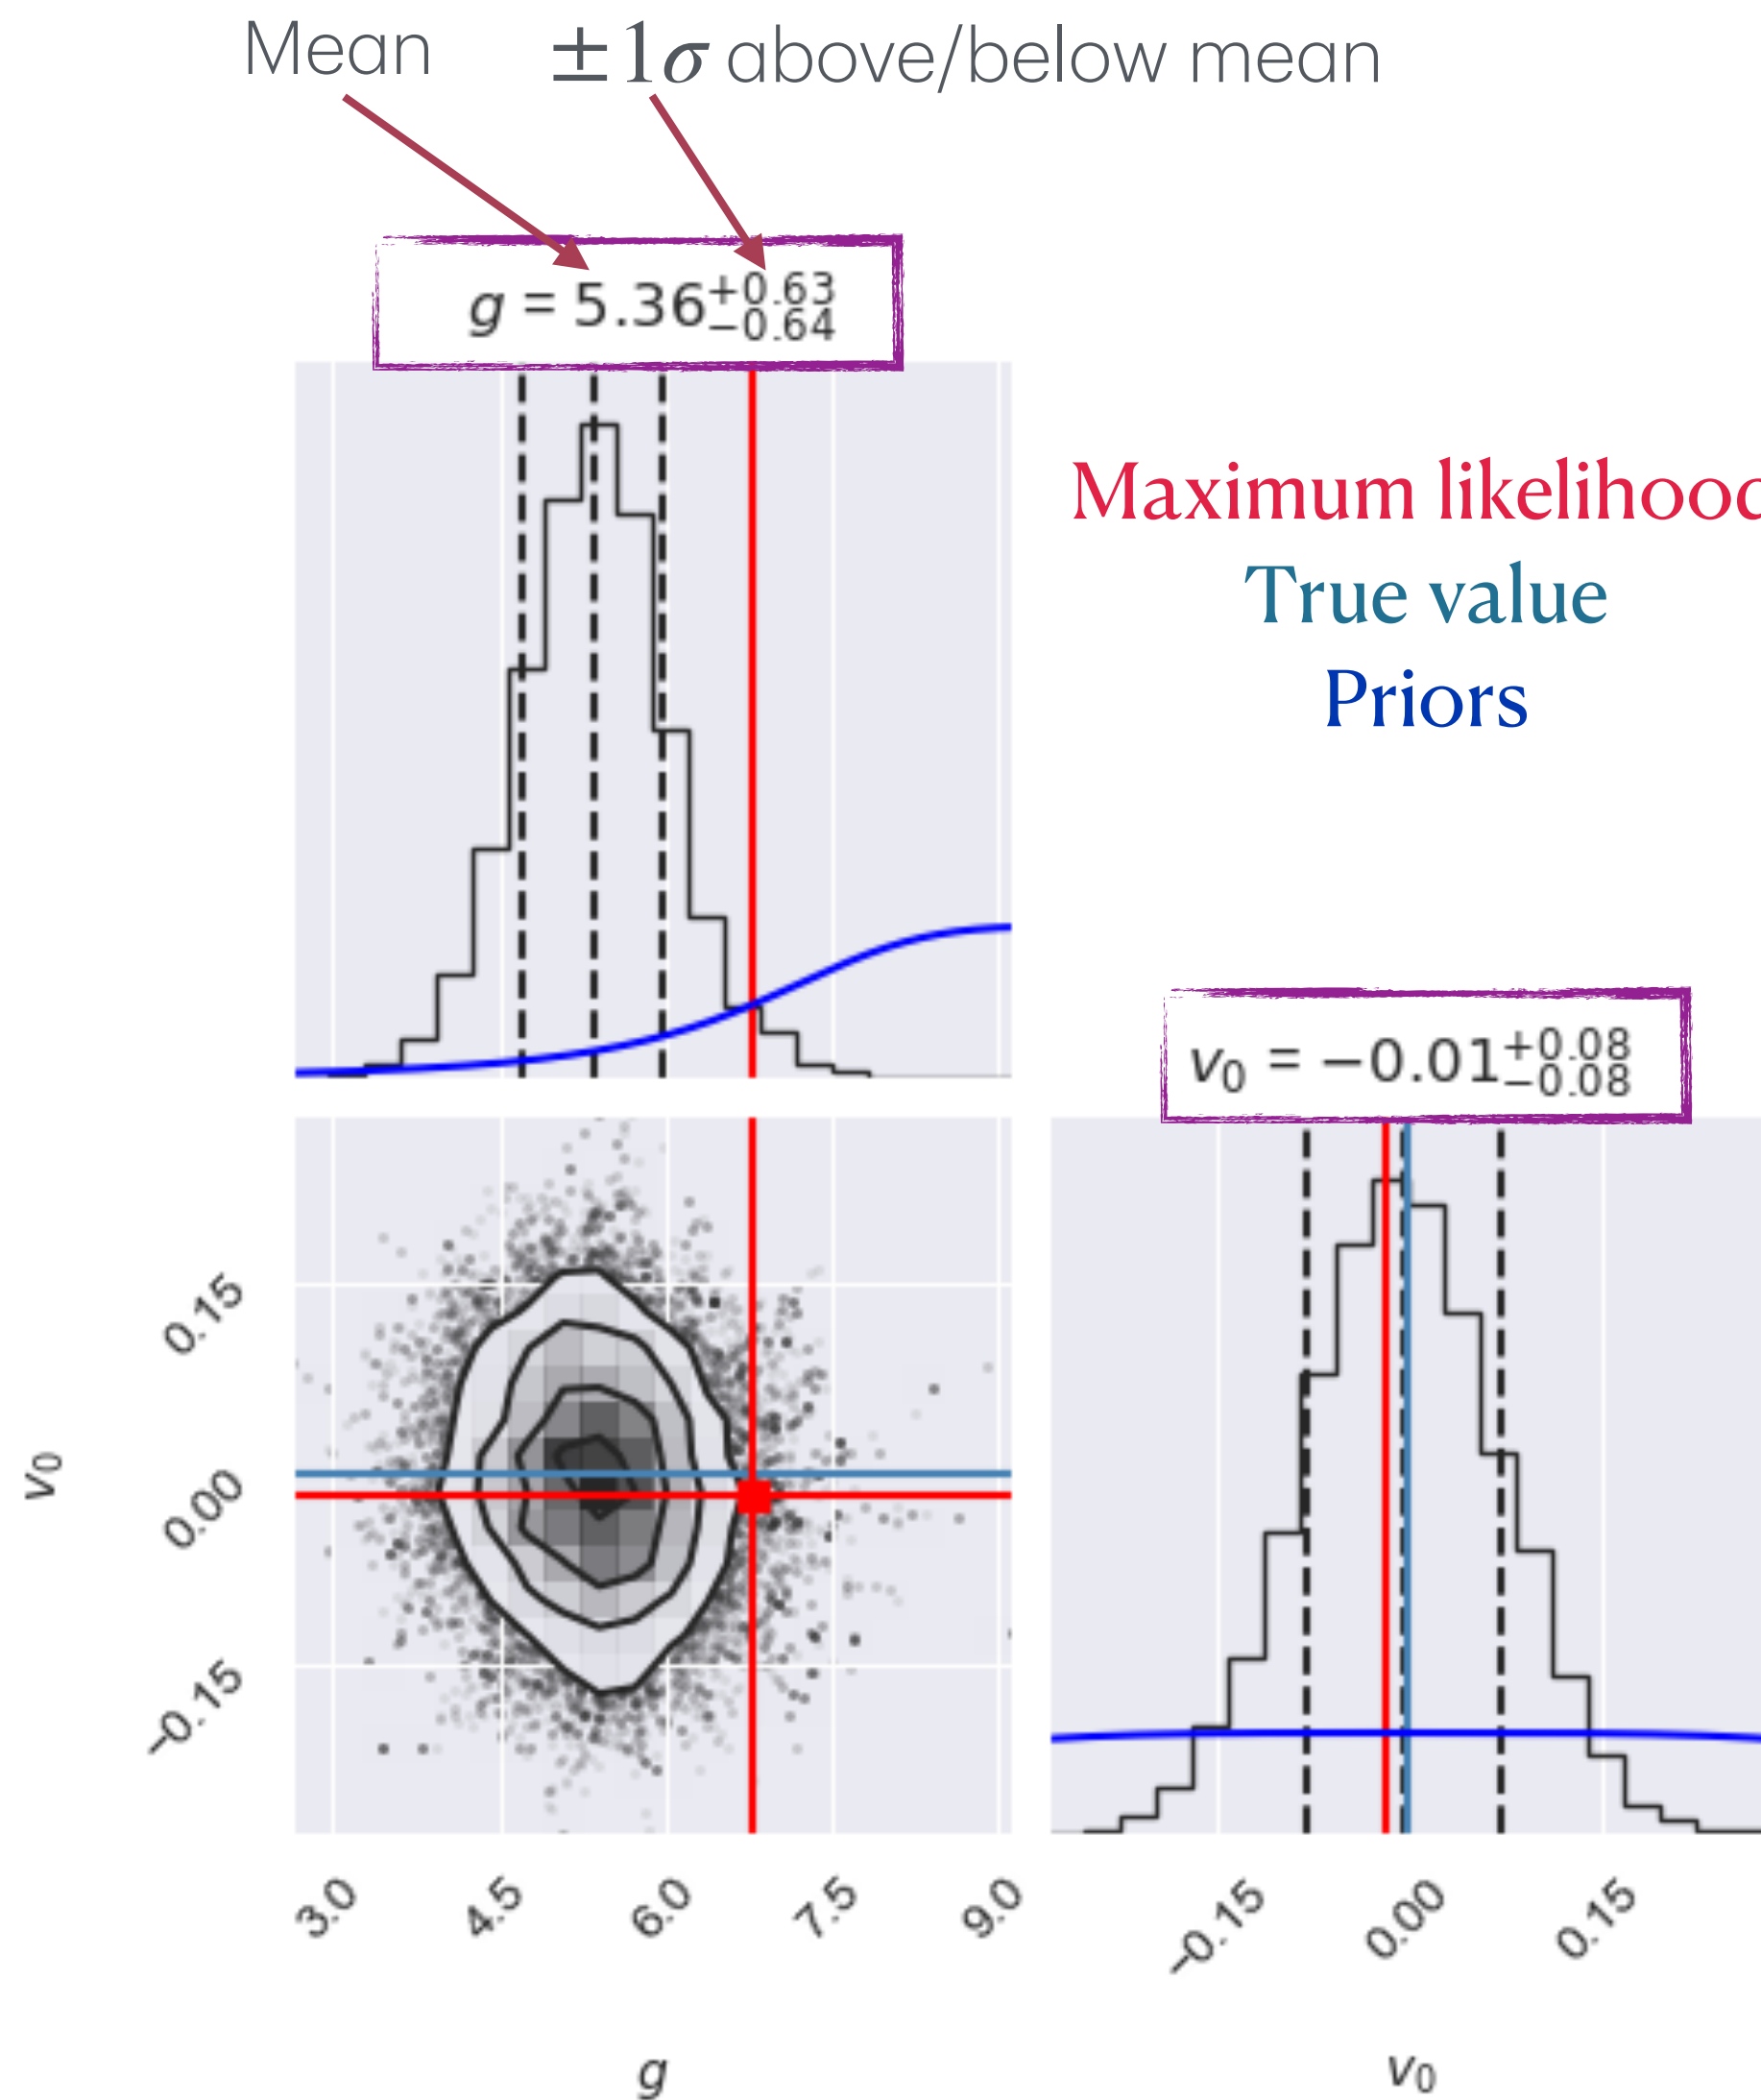 Mean ±1σ above/below mean
g = 5.36+0.63−0.64
Maximum likelihood
True value
Priors
v0 = −0.01+0.08−0.08
0.15
0.00
−0.15
v0
3.0 4.5 6.0 7.5 9.0
−0.15 0.00 0.15
g
v0